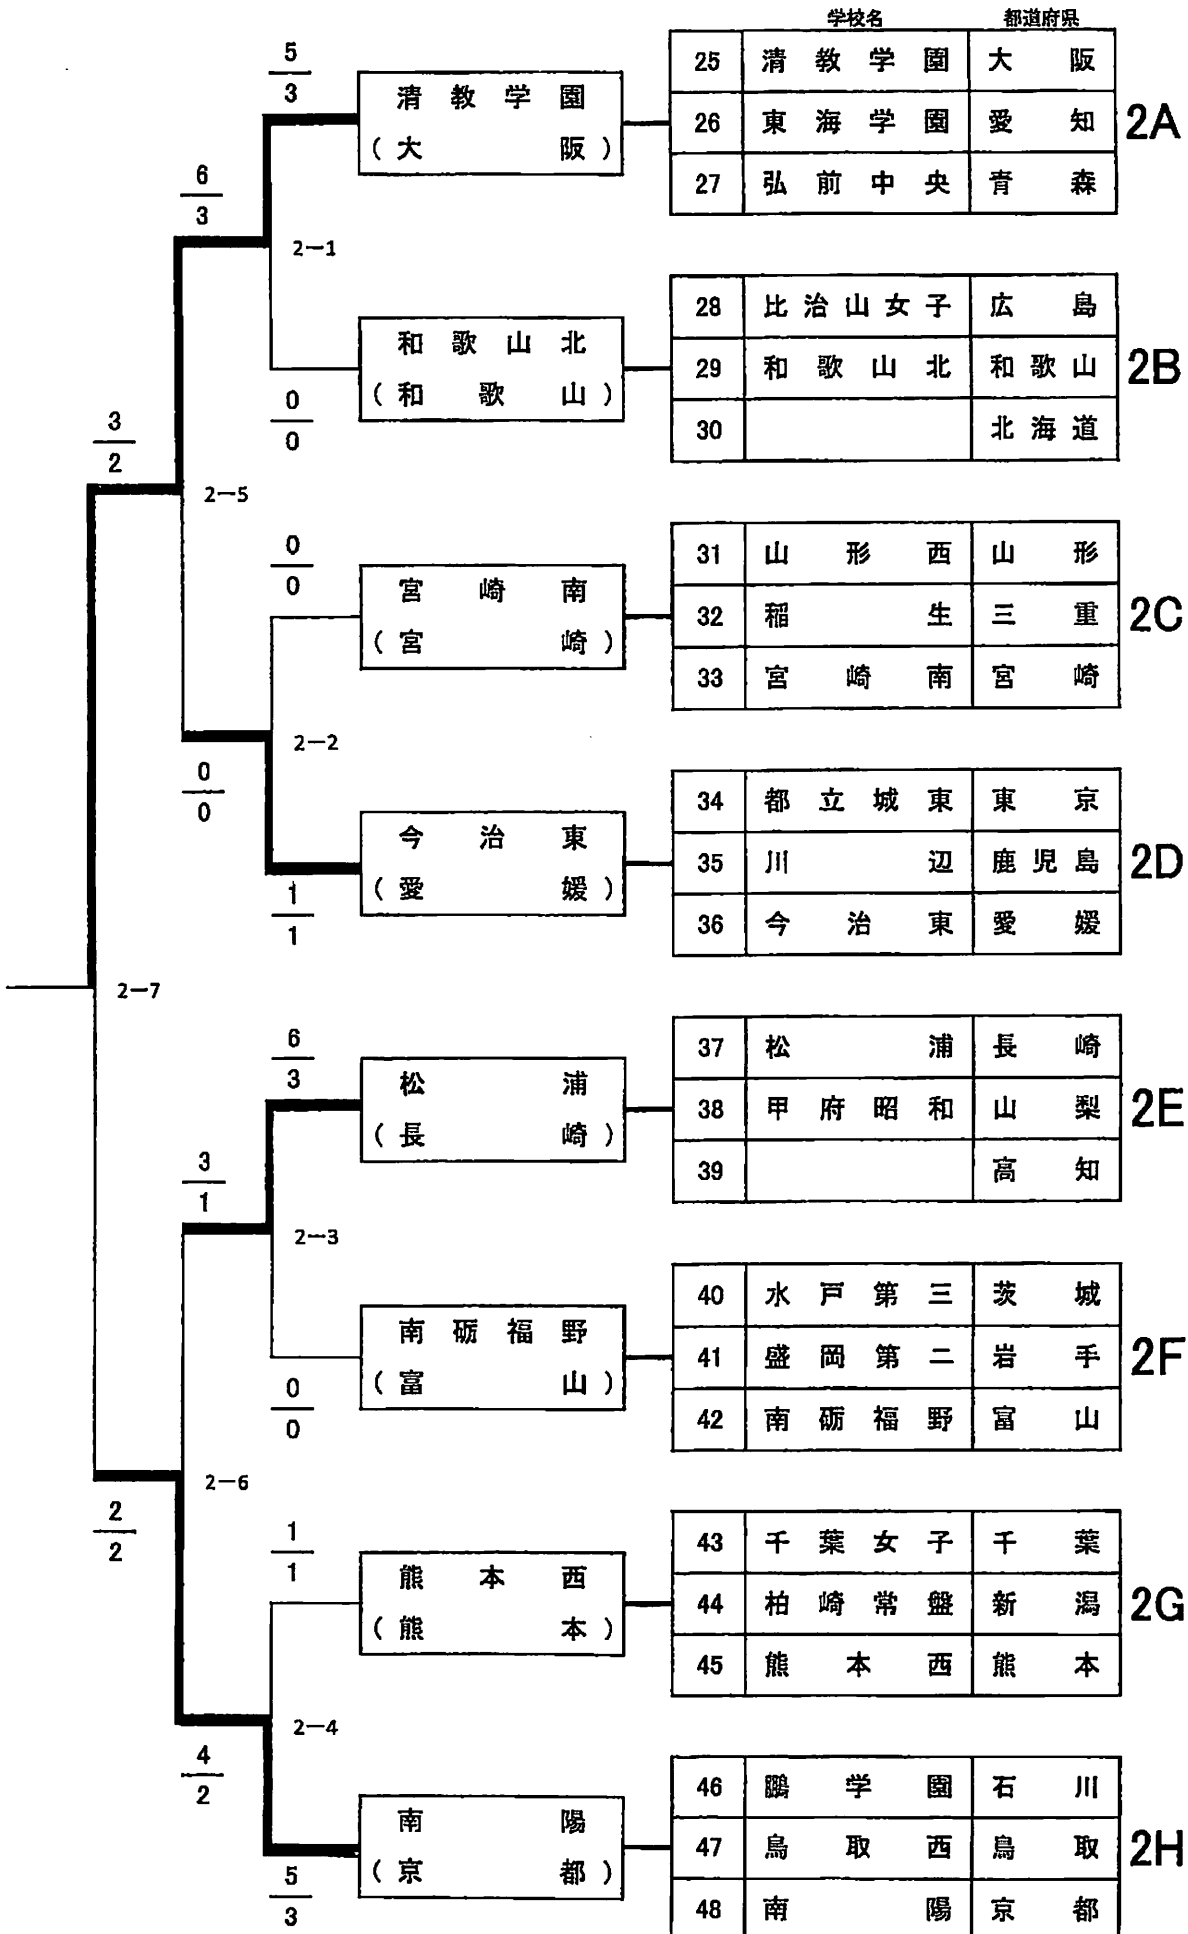 学校名 都道府県
25 清教学園 大阪
26 東海学園 愛知
27 弘前中央 青森
2A
28 比治山女子 広島
29 和歌山北 和歌山
30 北海道
2B
31 山形西 山形
32 稲生 三重
33 宮崎南 宮崎
2C
34 都立城東 東京
35 川辺 鹿児島
36 今治東 愛媛
2D
37 松浦 長崎
38 甲府昭和 山梨
39 高知
2E
40 水戸第三 茨城
41 盛岡第二 岩手
42 南砺福野 富山
2F
43 千葉女子 千葉
44 柏崎常盤 新潟
45 熊本西 熊本
2G
46 鵬学園 石川
47 鳥取西 鳥取
48 南陽 京都
2H
5
3
清教学園
(大阪)
6
3
2-1
和歌山北
(和歌山)
0
0
3
2
2-5
0
0
宮崎南
(宮崎)
2-2
0
0
今治東
(愛媛)
1
1
2-7
6
3
松浦
(長崎)
3
1
2-3
南砺福野
(富山)
0
0
2-6
2
2
1
1
熊本西
(熊本)
2-4
4
2
南陽
(京都)
5
3